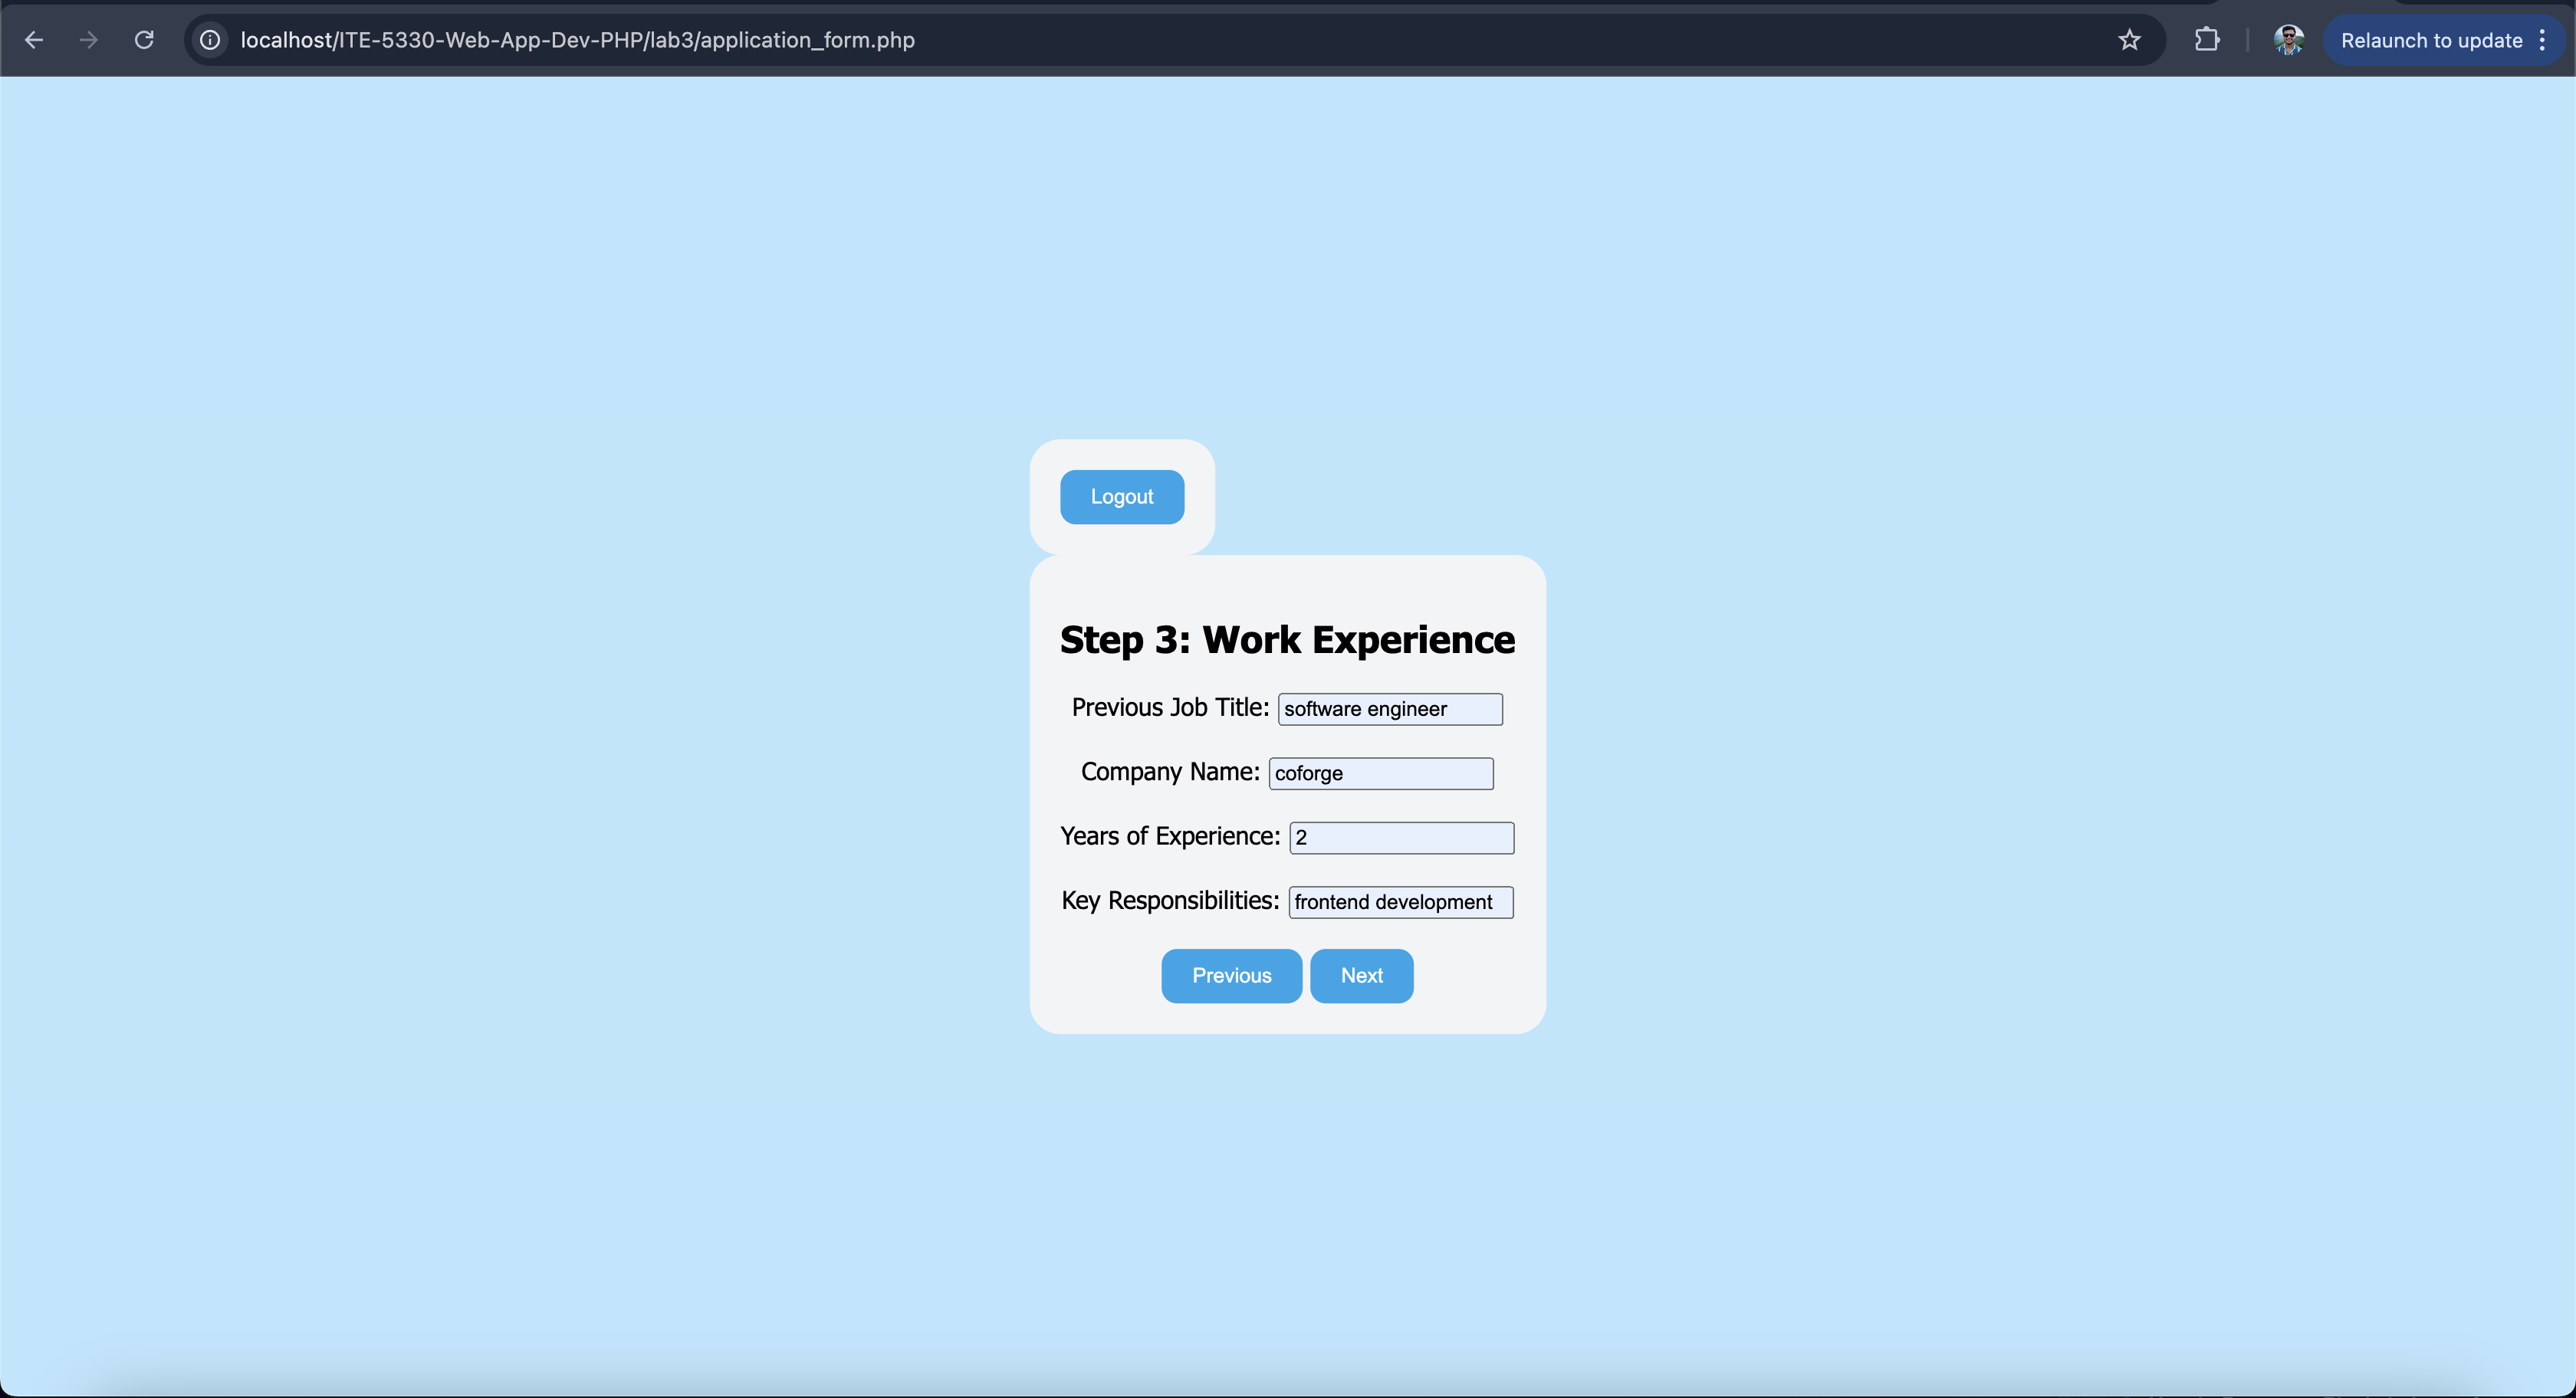 localhost/ITE-5330-Web-App-Dev-PHP/lab3/application_form.php
Relaunch to update
Logout
Step 3: Work Experience
Previous Job Title: software engineer
Company Name: coforge
Years of Experience: 2
Key Responsibilities: frontend development
Previous Next